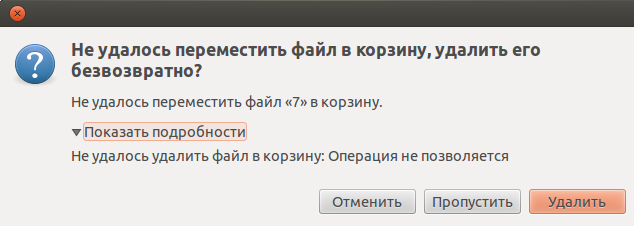 Не удалось переместить файл в корзину, удалить его
безвозвратно?
Не удалось переместить файл «7» в корзину.
Показать подробности
Не удалось удалить файл в корзину: Операция не позволяется
Отменить Пропустить Удалить